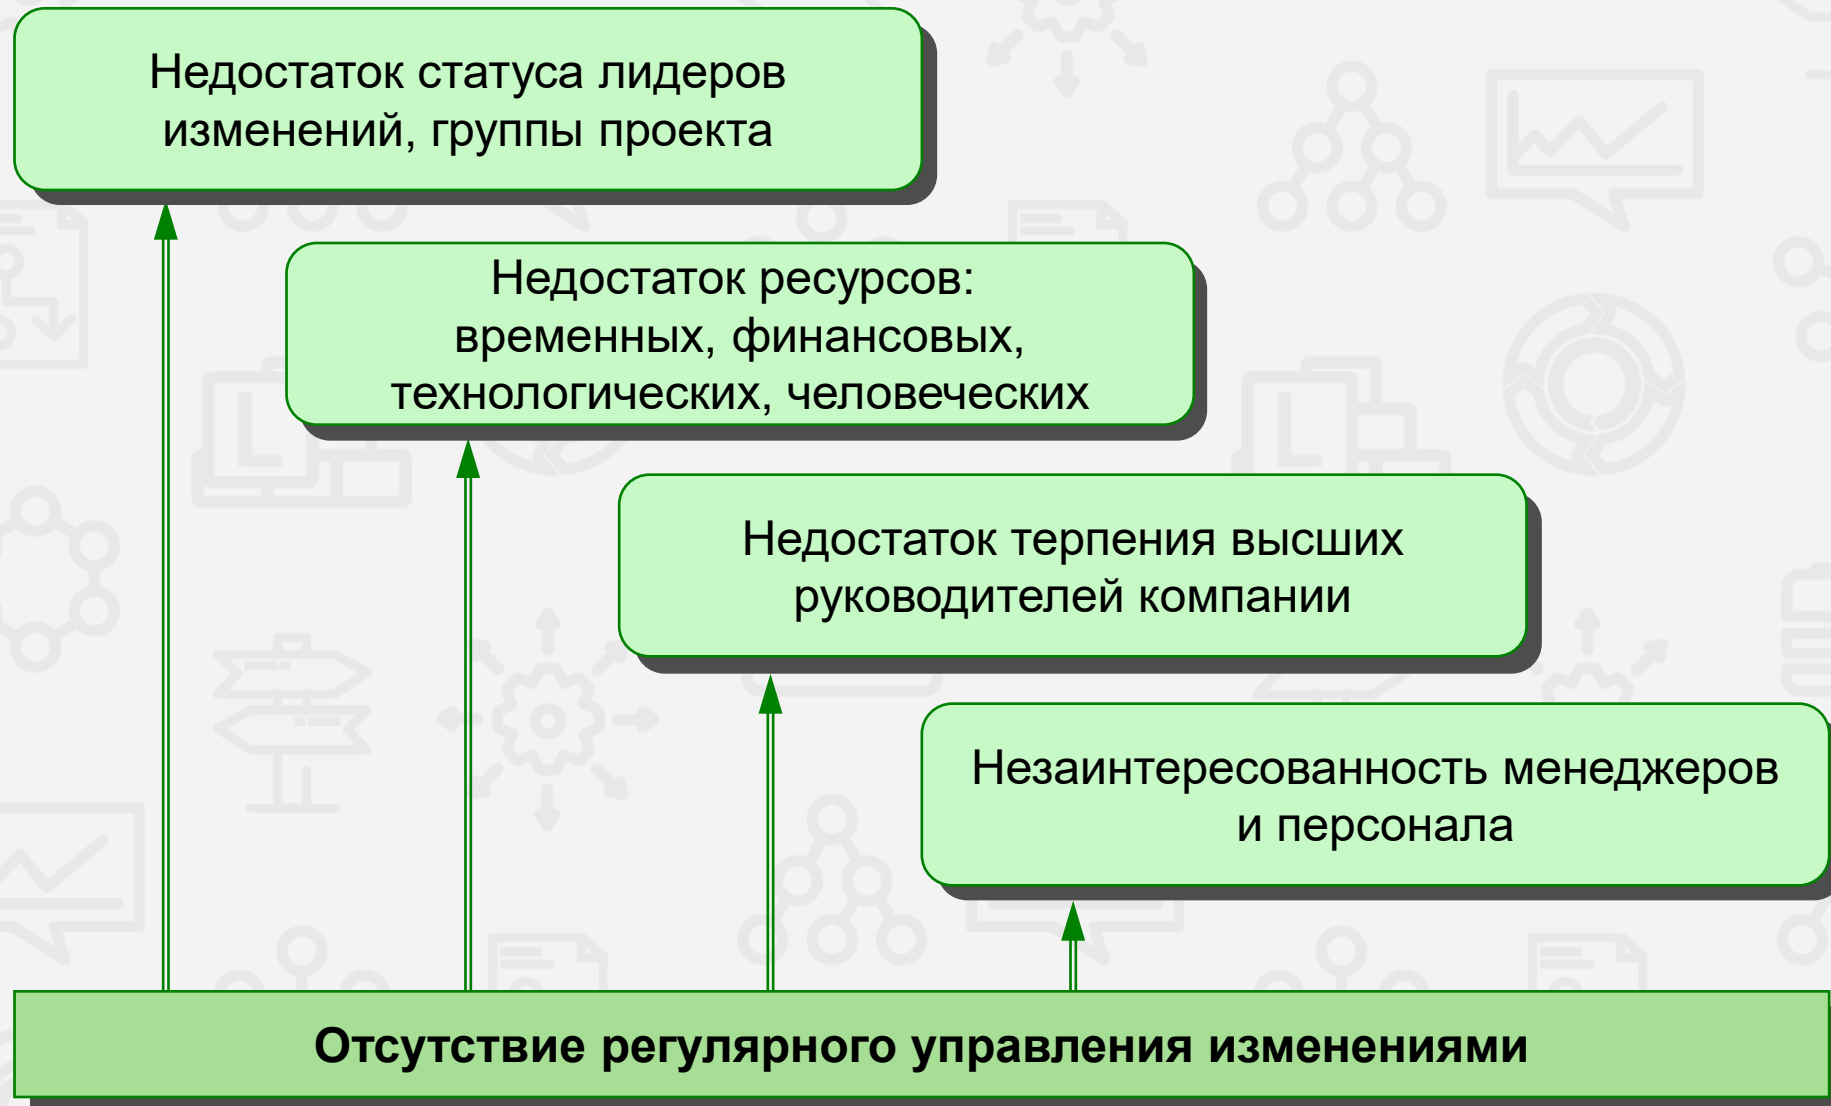 Недостаток статуса лидеров
изменений, группы проекта
Недостаток ресурсов:
временных, финансовых,
технологических, человеческих
Недостаток терпения высших
руководителей компании
Незаинтересованность менеджеров
и персонала
Отсутствие регулярного управления изменениями